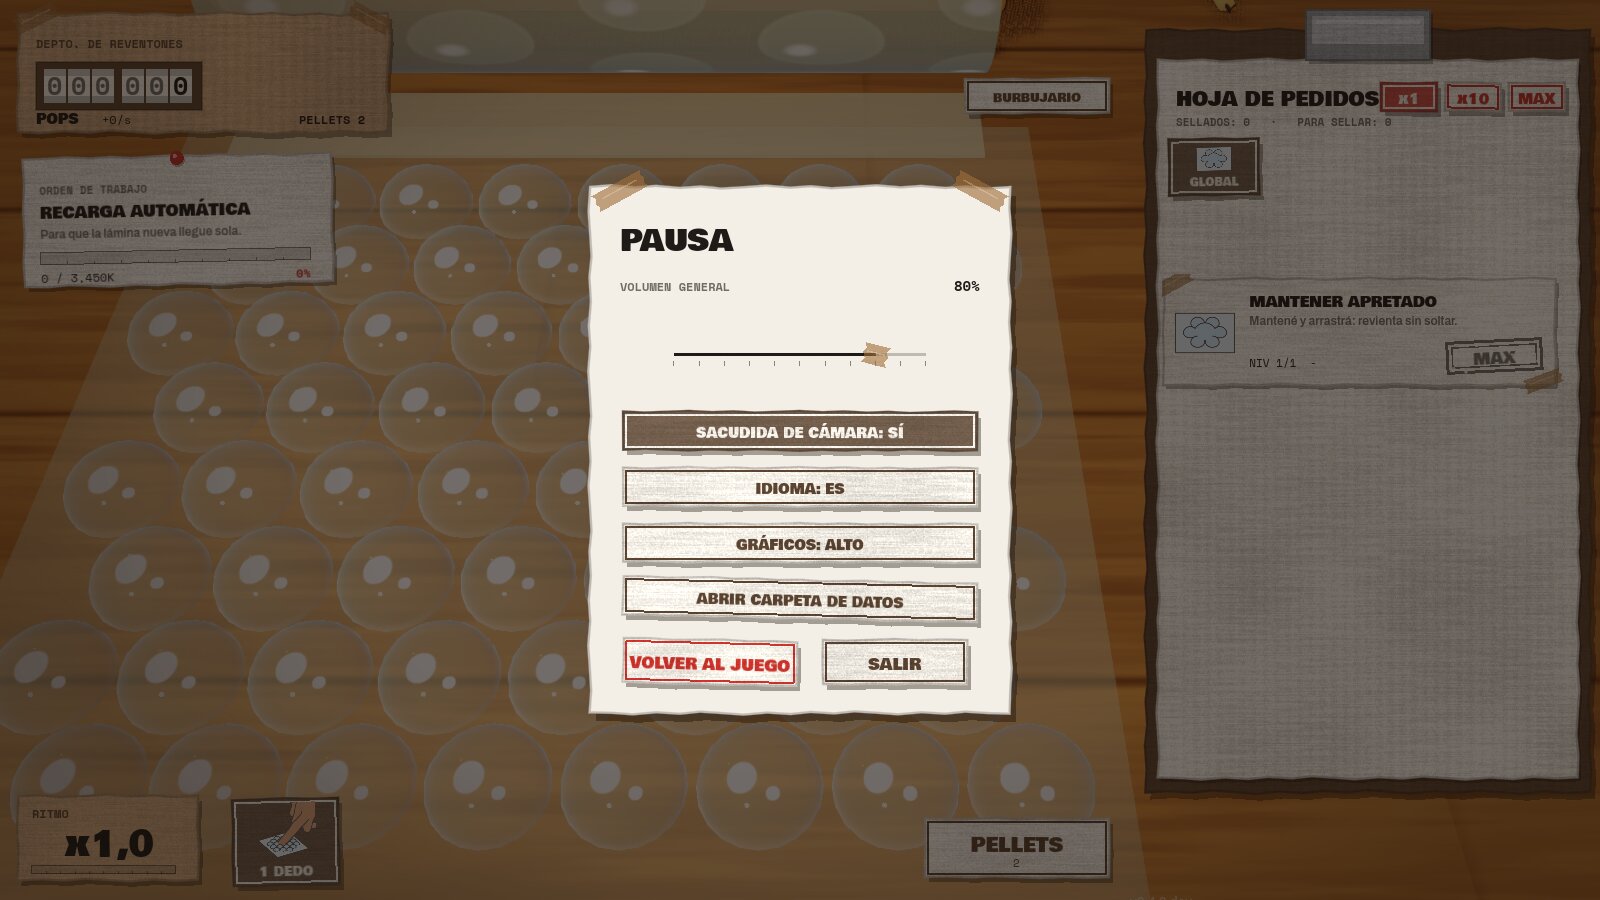 DEPTO. DE REVENTONES
000 000
POPS +0/s PELLETS 2
ORDEN DE TRABAJO
RECARGA AUTOMÁTICA
Para que la lámina nueva llegue sola.
0 / 3.450K 0%
BURBUJARIO
HOJA DE PEDIDOS x1 x10 MAX
SELLADOS: 0 · PARA SELLAR: 0
GLOBAL
MANTENER APRETADO
Mantené y arrastrá: revienta sin soltar.
NIV 1/1 -
MAX
PAUSA
VOLUMEN GENERAL 80%
SACUDIDA DE CÁMARA: SÍ
IDIOMA: ES
GRÁFICOS: ALTO
ABRIR CARPETA DE DATOS
VOLVER AL JUEGO
SALIR
RITMO
x1,0
1 DEDO
PELLETS
2